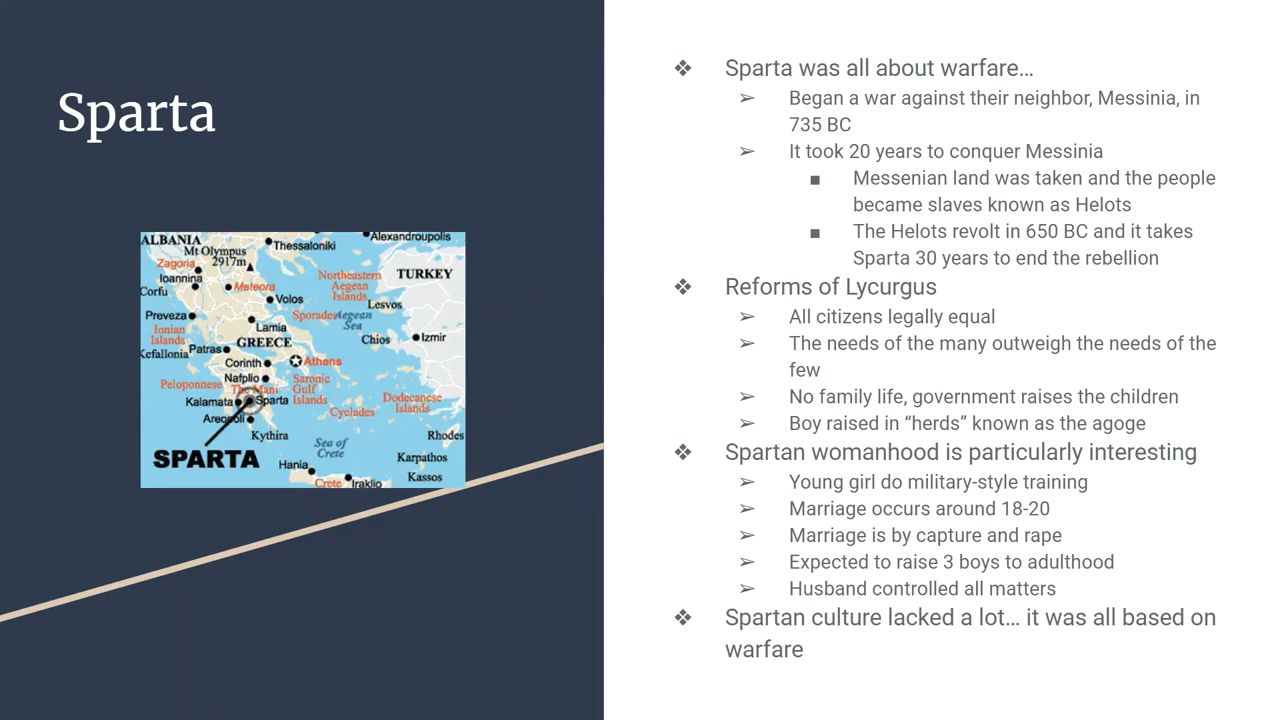 Sparta
ALBANIA
Mt Olympus
2917m
Thessaloniki
Alexandroupolis
Zagoria
Ioannina
Meteora
Northeastern
Aegean
Islands
TURKEY
Corfu
Volos
Lesvos
Preveza
Sporades
Aegean
Sea
Lamia
Ionian
Islands
GREECE
Chios
Izmir
Kefallonia
Patras
Corinth
Athens
Peloponnese
Nafplio
The Mani
Saronic
Gulf
Islands
Kalamata
Sparta
Cyclades
Dodecanese
Islands
Areopoli
Kythira
Sea of
Crete
Rhodes
SPARTA
Hania
Karpathos
Crete
Iraklio
Kassos
❖ Sparta was all about warfare…
➢ Began a war against their neighbor, Messinia, in
735 BC
➢ It took 20 years to conquer Messinia
■ Messenian land was taken and the people
became slaves known as Helots
■ The Helots revolt in 650 BC and it takes
Sparta 30 years to end the rebellion
❖ Reforms of Lycurgus
➢ All citizens legally equal
➢ The needs of the many outweigh the needs of the
few
➢ No family life, government raises the children
➢ Boy raised in “herds” known as the agoge
❖ Spartan womanhood is particularly interesting
➢ Young girl do military-style training
➢ Marriage occurs around 18-20
➢ Marriage is by capture and rape
➢ Expected to raise 3 boys to adulthood
➢ Husband controlled all matters
❖ Spartan culture lacked a lot… it was all based on
warfare